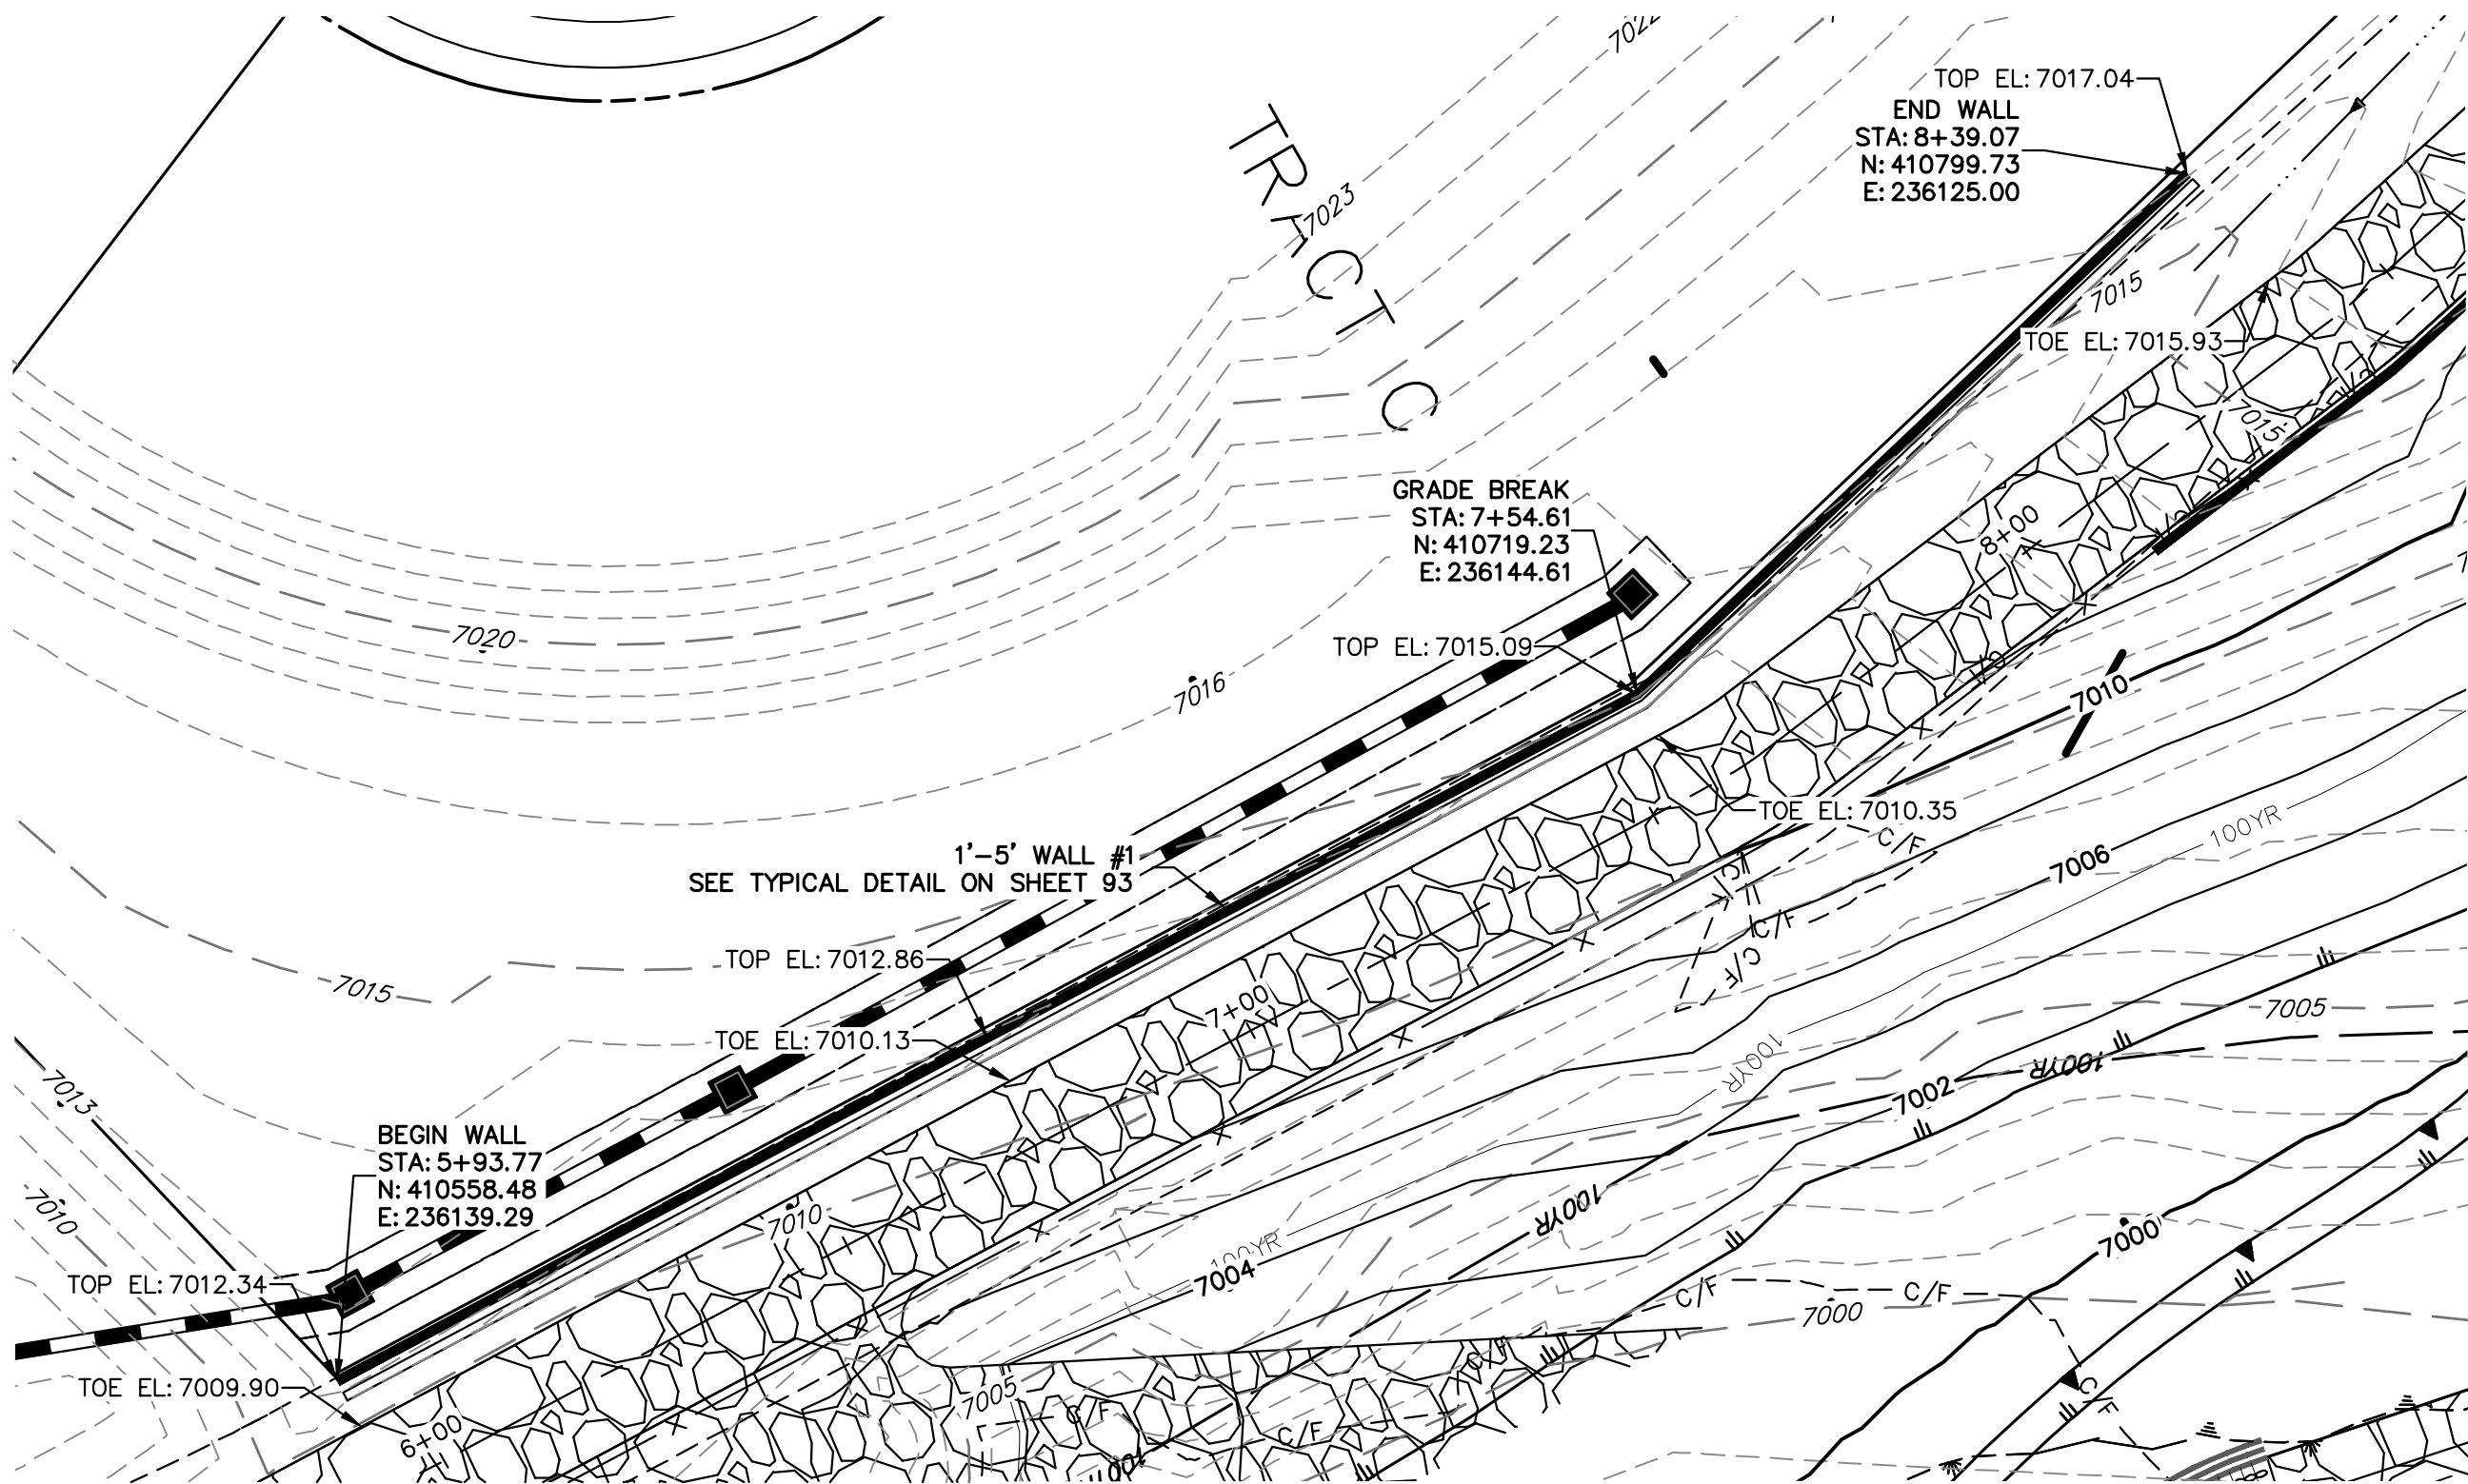 7022
TOP EL: 7017.04
END WALL
STA: 8+39.07
N: 410799.73
E: 236125.00
TRACT C
7023
7015
TOE EL: 7015.93
7015
GRADE BREAK
STA: 7+54.61
N: 410719.23
E: 236144.61
8+00
7020
TOP EL: 7015.09
7016
7010
TOE EL: 7010.35
C/F
100YR
7006
1'-5' WALL #1
SEE TYPICAL DETAIL ON SHEET 93
C/F
C/F
C/F
TOP EL: 7012.86
7015
7+00
7005
TOE EL: 7010.13
100YR
100YR
7002
7013
BEGIN WALL
STA: 5+93.77
N: 410558.48
E: 236139.29
7010
7010
100YR
7000
100YR
7004
TOP EL: 7012.34
C/F
C/F
7000
C/F
TOE EL: 7009.90
7005
C/F
C/F
C/F
6+00
100YR